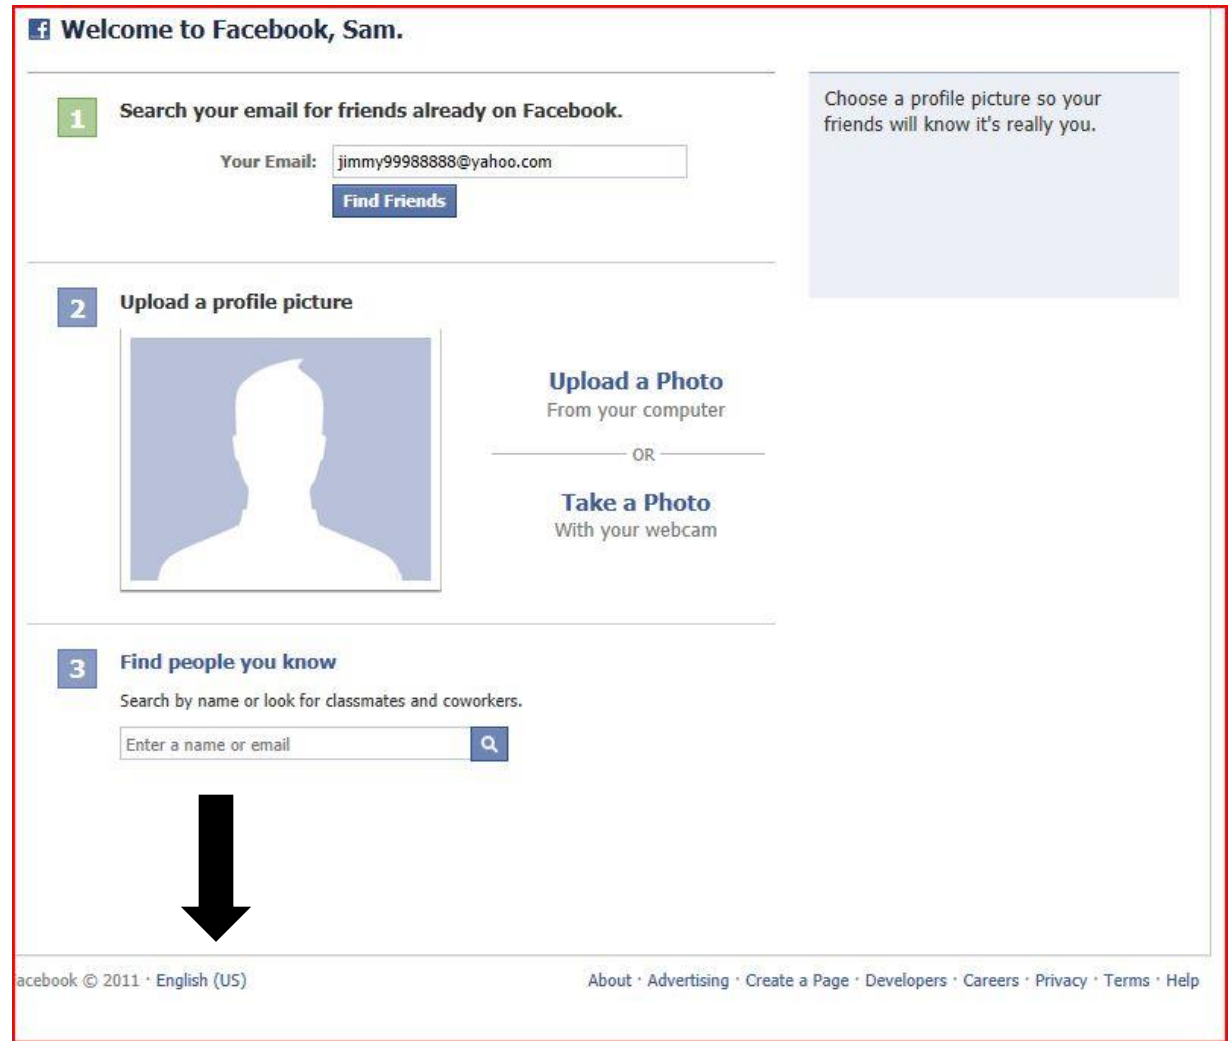 f Welcome to Facebook, Sam.
1 Search your email for friends already on Facebook.
Your Email: jimmy99988888@yahoo.com
Find Friends
Choose a profile picture so your
friends will know it's really you.
2 Upload a profile picture
Upload a Photo
From your computer
OR
Take a Photo
With your webcam
3 Find people you know
Search by name or look for classmates and coworkers.
Enter a name or email
acebook © 2011 · English (US)
About · Advertising · Create a Page · Developers · Careers · Privacy · Terms · Help